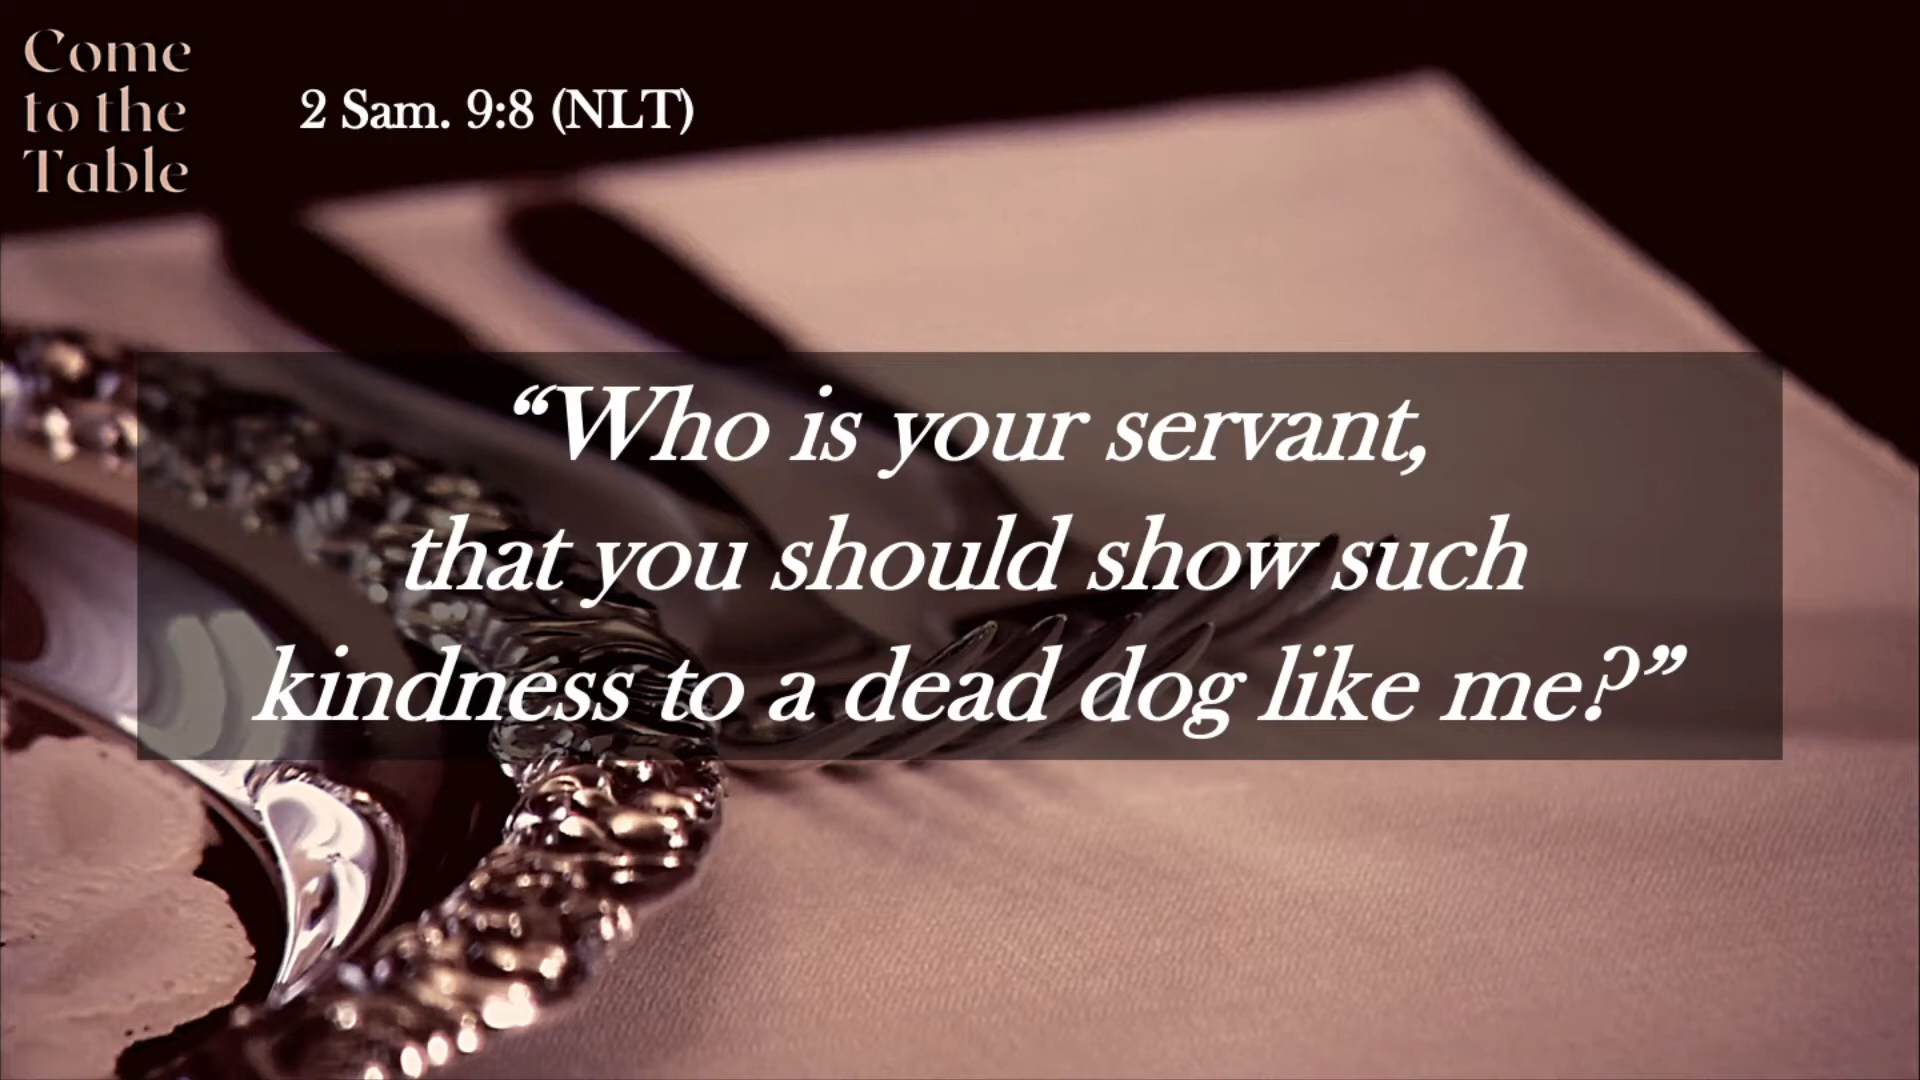 Come
to the
Table
2 Sam. 9:8 (NLT)
“Who is your servant,
that you should show such
kindness to a dead dog like me?”